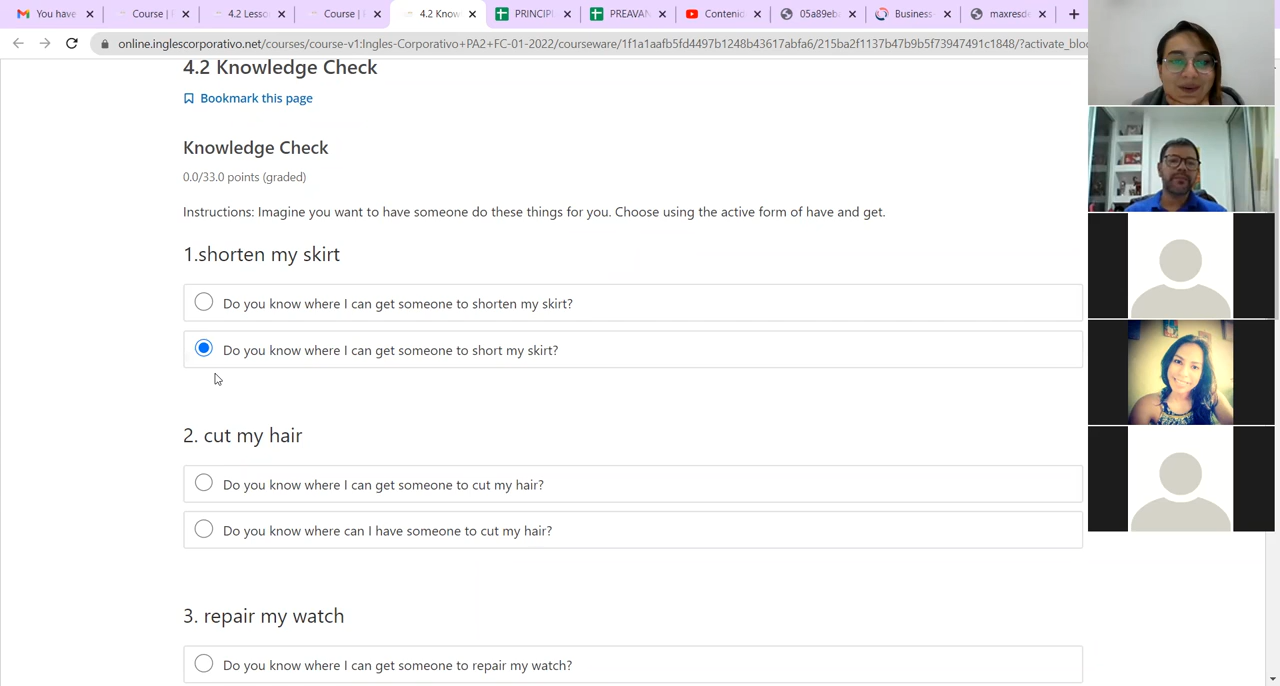 You have
Course | F
4.2 Lesso
Course | F
4.2 Know
PRINCIPI
PREAVAN
Contenid
05a89eb
Business
maxresde
online.inglescorporativo.net/courses/course-v1:Ingles-Corporativo+PA2+FC-01-2022/courseware/1f1a1aafb5fd4497b1248b43617abfa6/215ba2f1137b47b9b5f73947491c1848/?activate_bloc
4.2 Knowledge Check
Bookmark this page
Knowledge Check
0.0/33.0 points (graded)
Instructions: Imagine you want to have someone do these things for you. Choose using the active form of have and get.
1.shorten my skirt
Do you know where I can get someone to shorten my skirt?
Do you know where I can get someone to short my skirt?
2. cut my hair
Do you know where I can get someone to cut my hair?
Do you know where can I have someone to cut my hair?
3. repair my watch
Do you know where I can get someone to repair my watch?